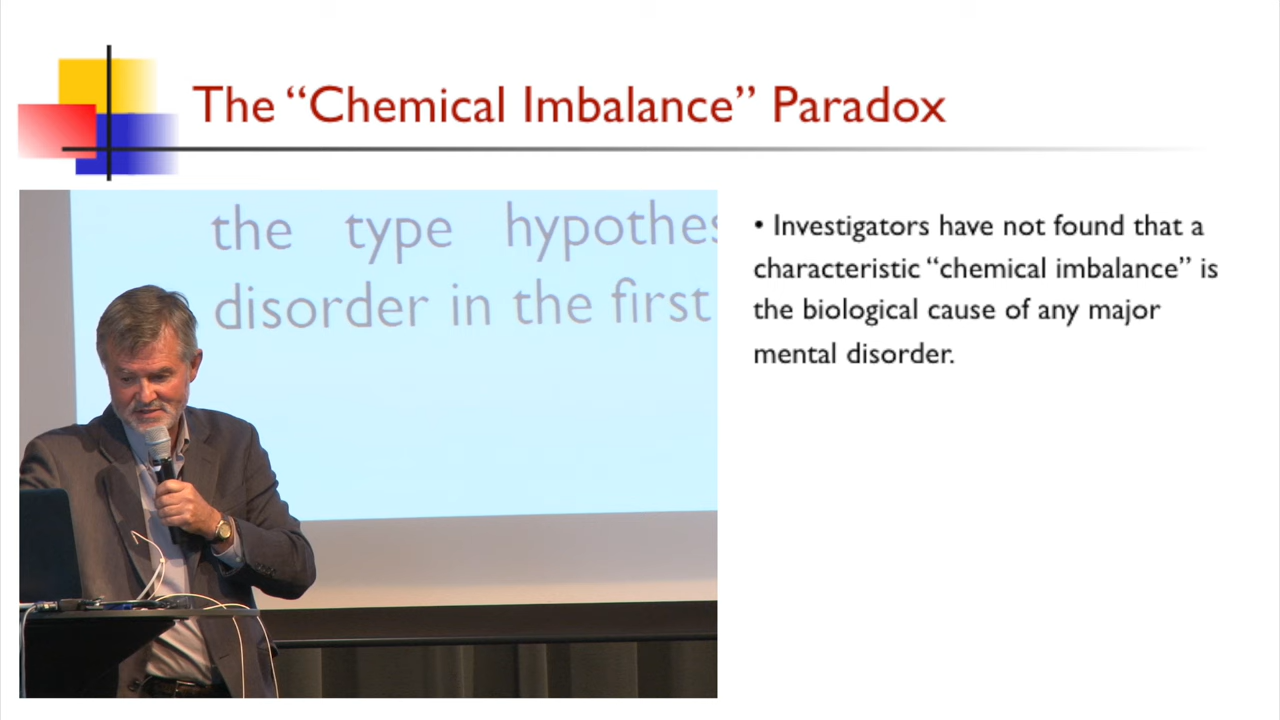 The “Chemical Imbalance” Paradox
the type
disorder in the first
• Investigators have not found that a
characteristic “chemical imbalance” is
the biological cause of any major
mental disorder.